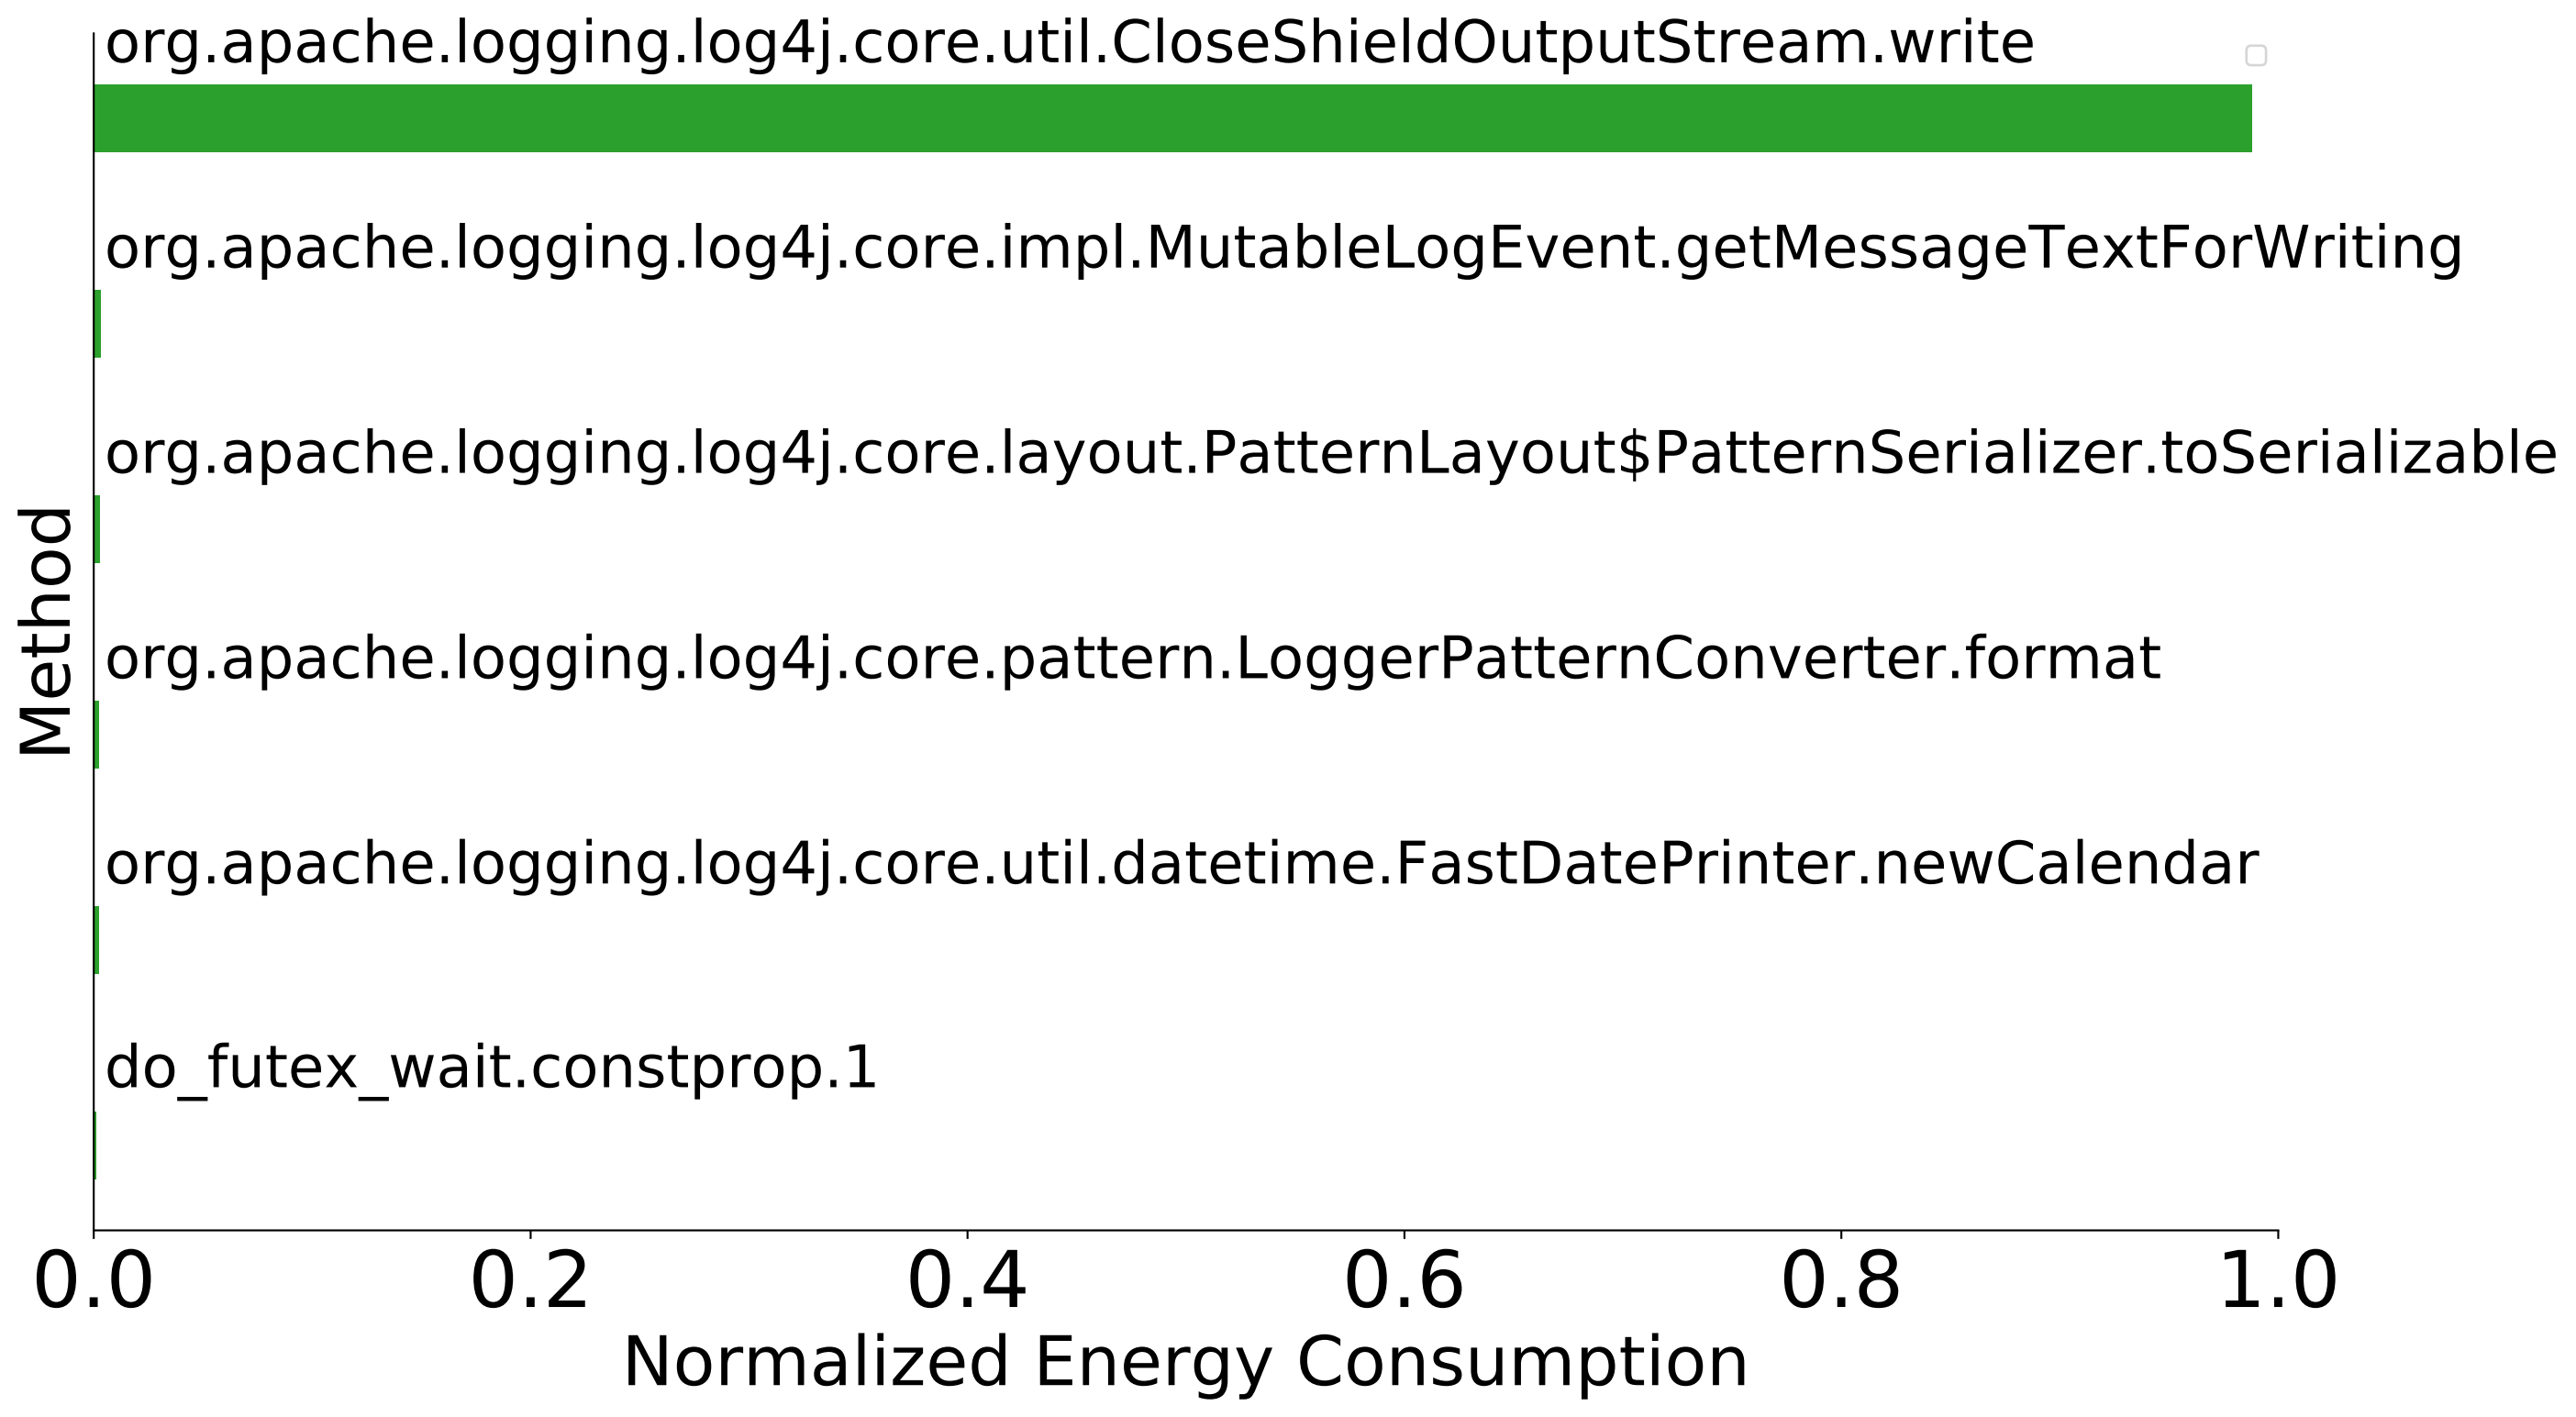 org.apache.logging.log4j.core.util.CloseShieldOutputStream.write
org.apache.logging.log4j.core.impl.MutableLogEvent.getMessageTextForWriting
org.apache.logging.log4j.core.layout.PatternLayout$PatternSerializer.toSerializable
org.apache.logging.log4j.core.pattern.LoggerPatternConverter.format
org.apache.logging.log4j.core.util.datetime.FastDatePrinter.newCalendar
do_futex_wait.constprop.1
Method
0.0 0.2 0.4 0.6 0.8 1.0
Normalized Energy Consumption